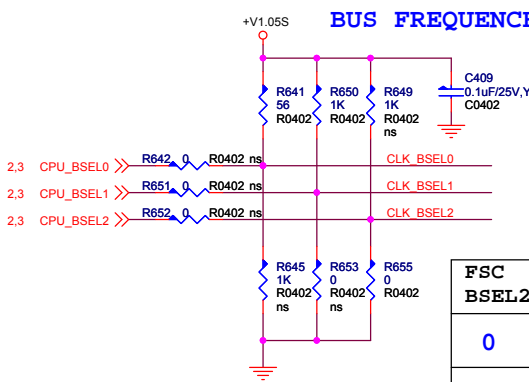 +V1.05S
BUS FREQUENCE
R641
56
R0402
R650
1K
R0402
R649
1K
R0402
ns
C409
0.1uF/25V,Y
C0402
2,3 CPU_BSEL0 R642 0 R0402 ns CLK_BSEL0
2,3 CPU_BSEL1 R651 0 R0402 ns CLK_BSEL1
2,3 CPU_BSEL2 R652 0 R0402 ns CLK_BSEL2
R645
1K
R0402
ns
R653
0
R0402
ns
R655
0
R0402
FSC
BSEL2
0